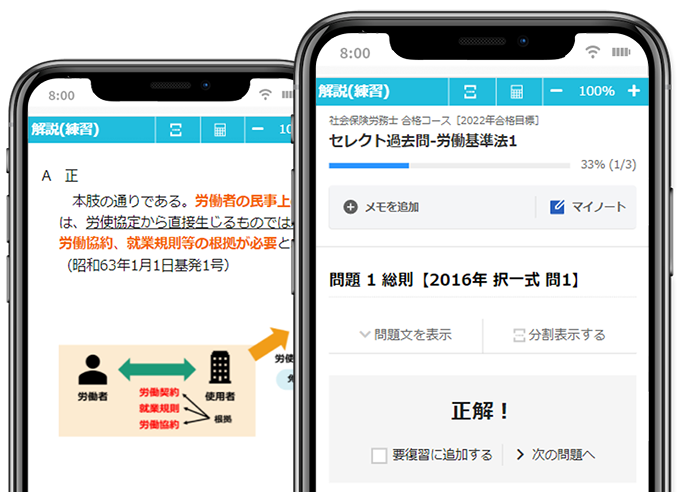 8:00
解説(練習)
10
A 正
本肢の通りである。労働者の民事上
は、労使協定から直接生じるものでは
労働協約、就業規則等の根拠が必要と
（昭和63年1月1日基発1号）
労働者
使用者
労働契約
就業規則
労働協約
根拠
労使
8:00
解説(練習)
100%
社会保険労務士 合格コース［2022年合格目標］
セレクト過去問-労働基準法1
33% (1/3)
メモを追加
マイノート
問題 1 総則【2016年 択一式 問1】
問題文を表示
分割表示する
正解！
要復習に追加する
次の問題へ